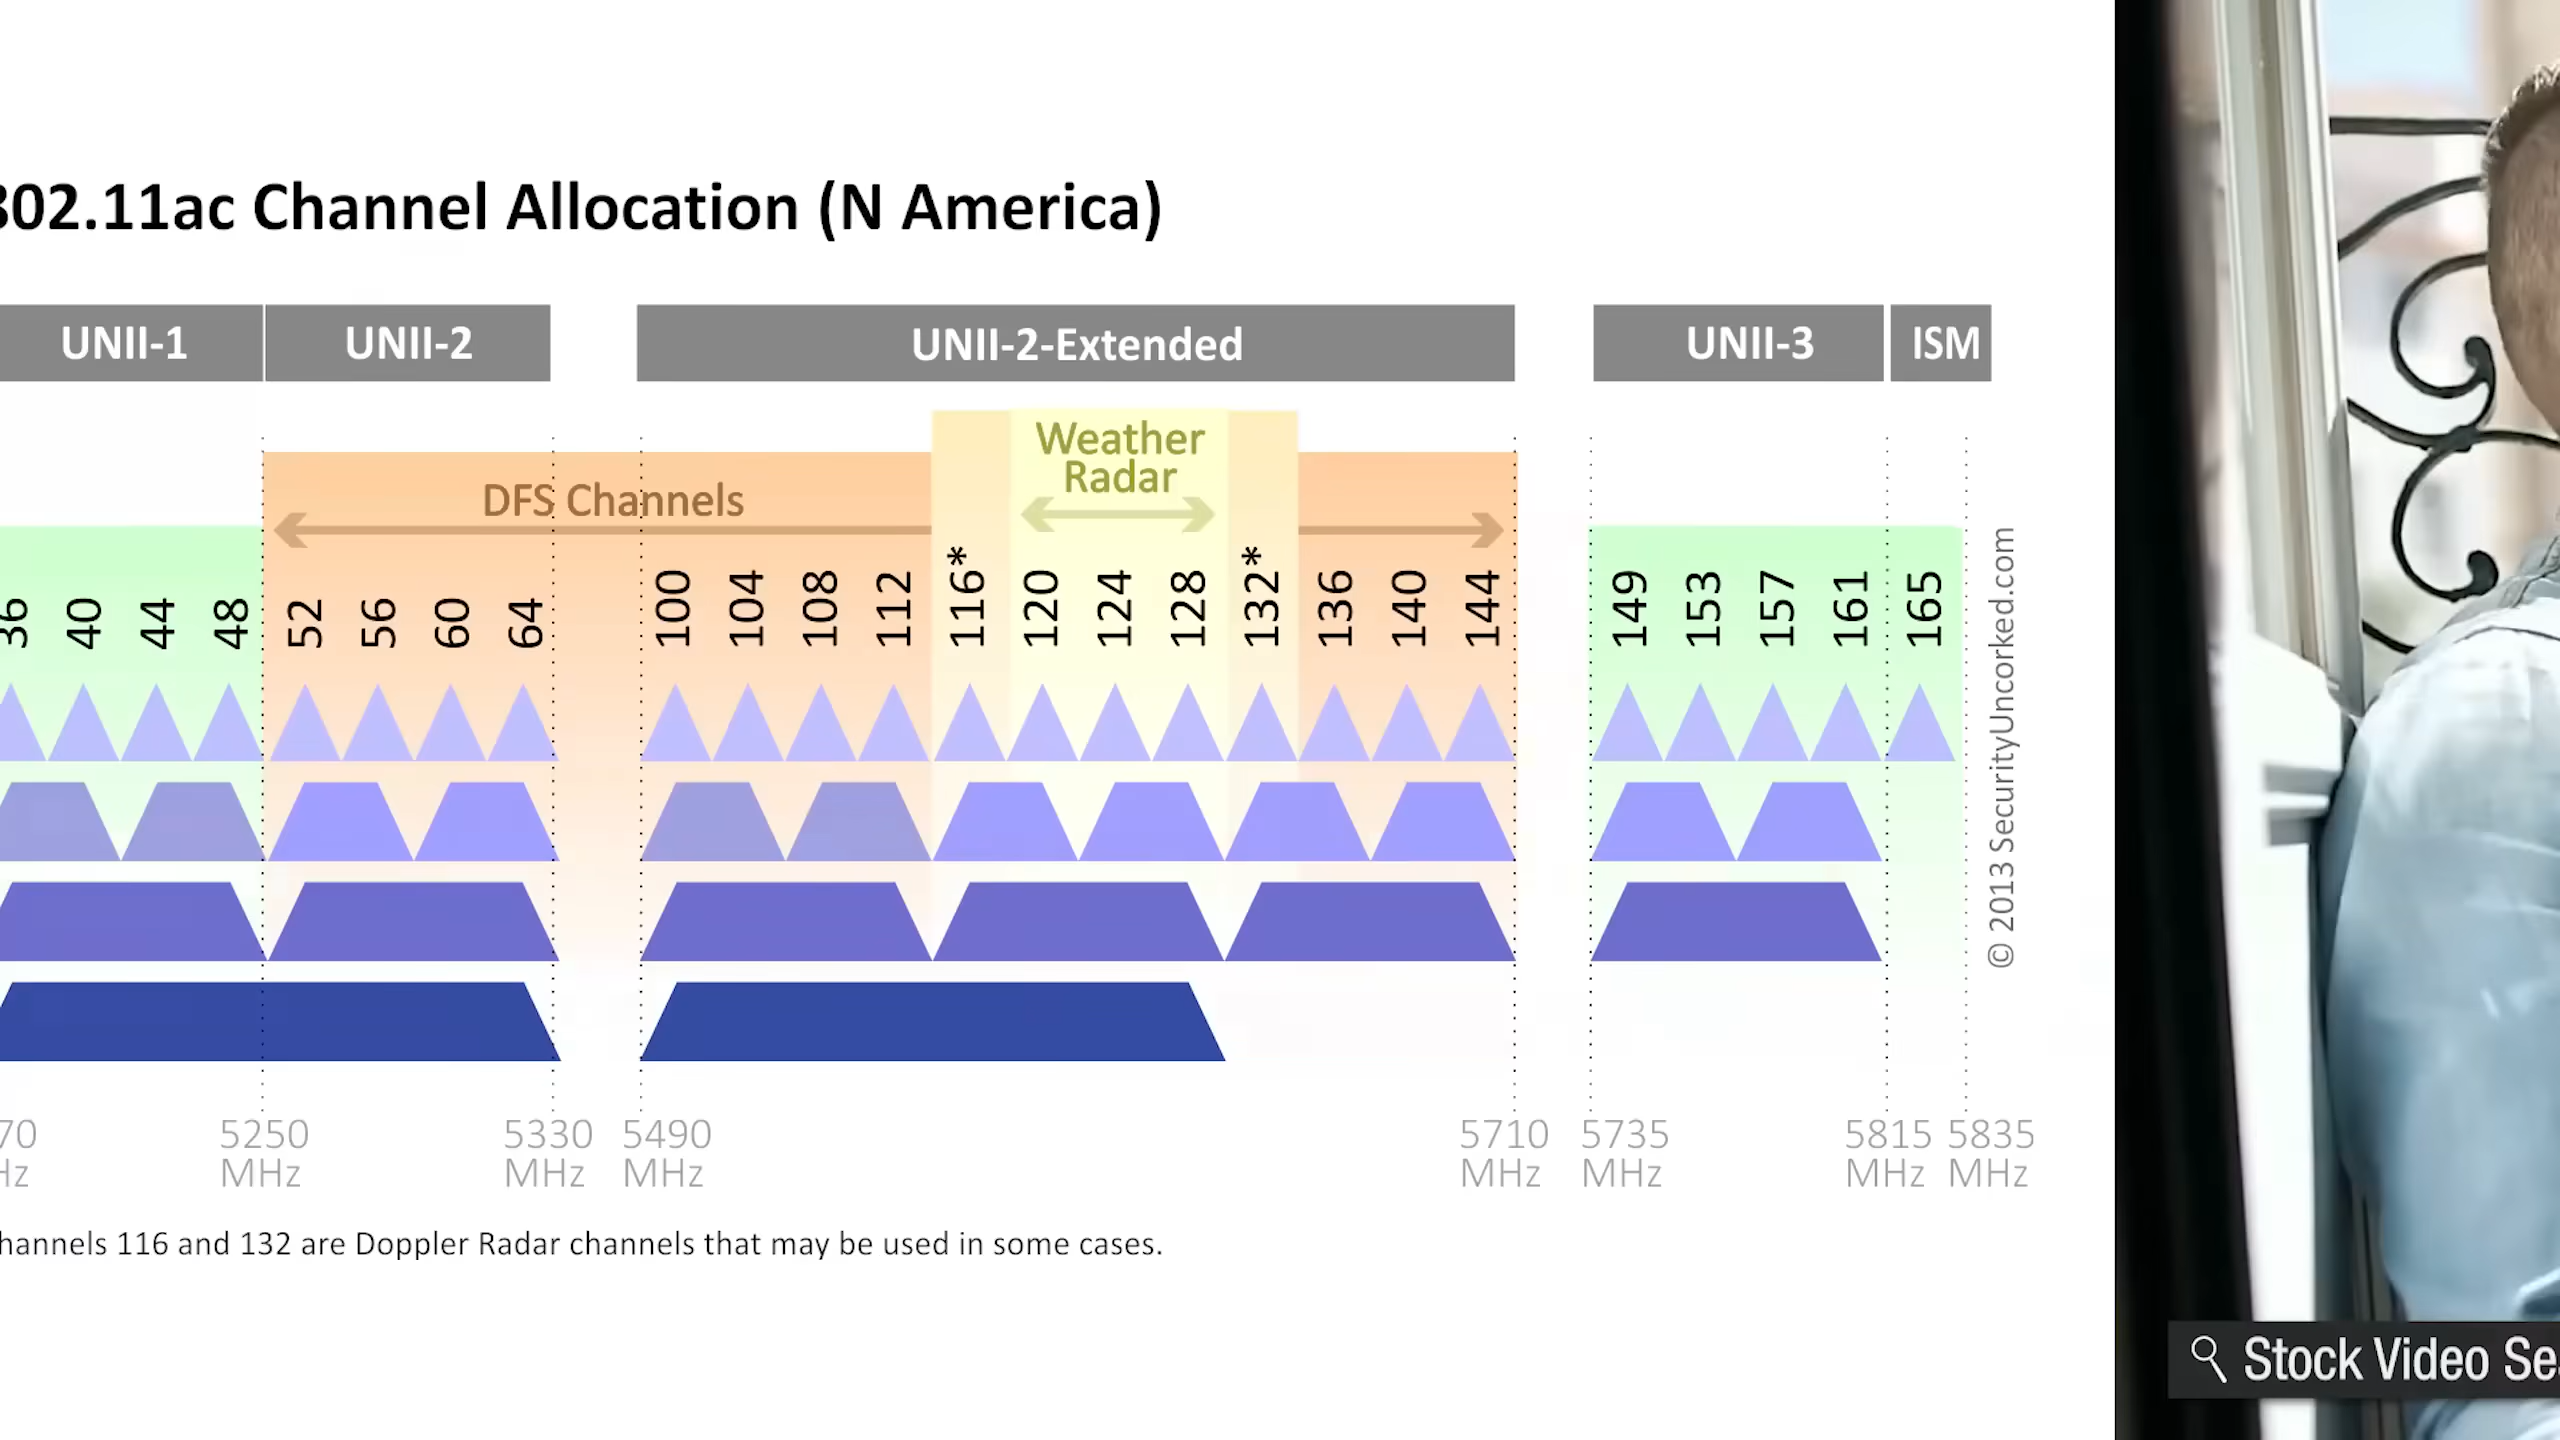 802.11ac Channel Allocation (N America)
UNII-1 UNII-2 UNII-2-Extended UNII-3 ISM
Weather
Radar
DFS Channels
36 40 44 48 52 56 60 64 100 104 108 112 116* 120 124 128 132* 136 140 144 149 153 157 161 165
© 2013 SecurityUncorked.com
70 5250 5330 5490 5710 5735 5815 5835
Hz MHz MHz MHz MHz MHz MHz MHz
hannels 116 and 132 are Doppler Radar channels that may be used in some cases.
Stock Video Se